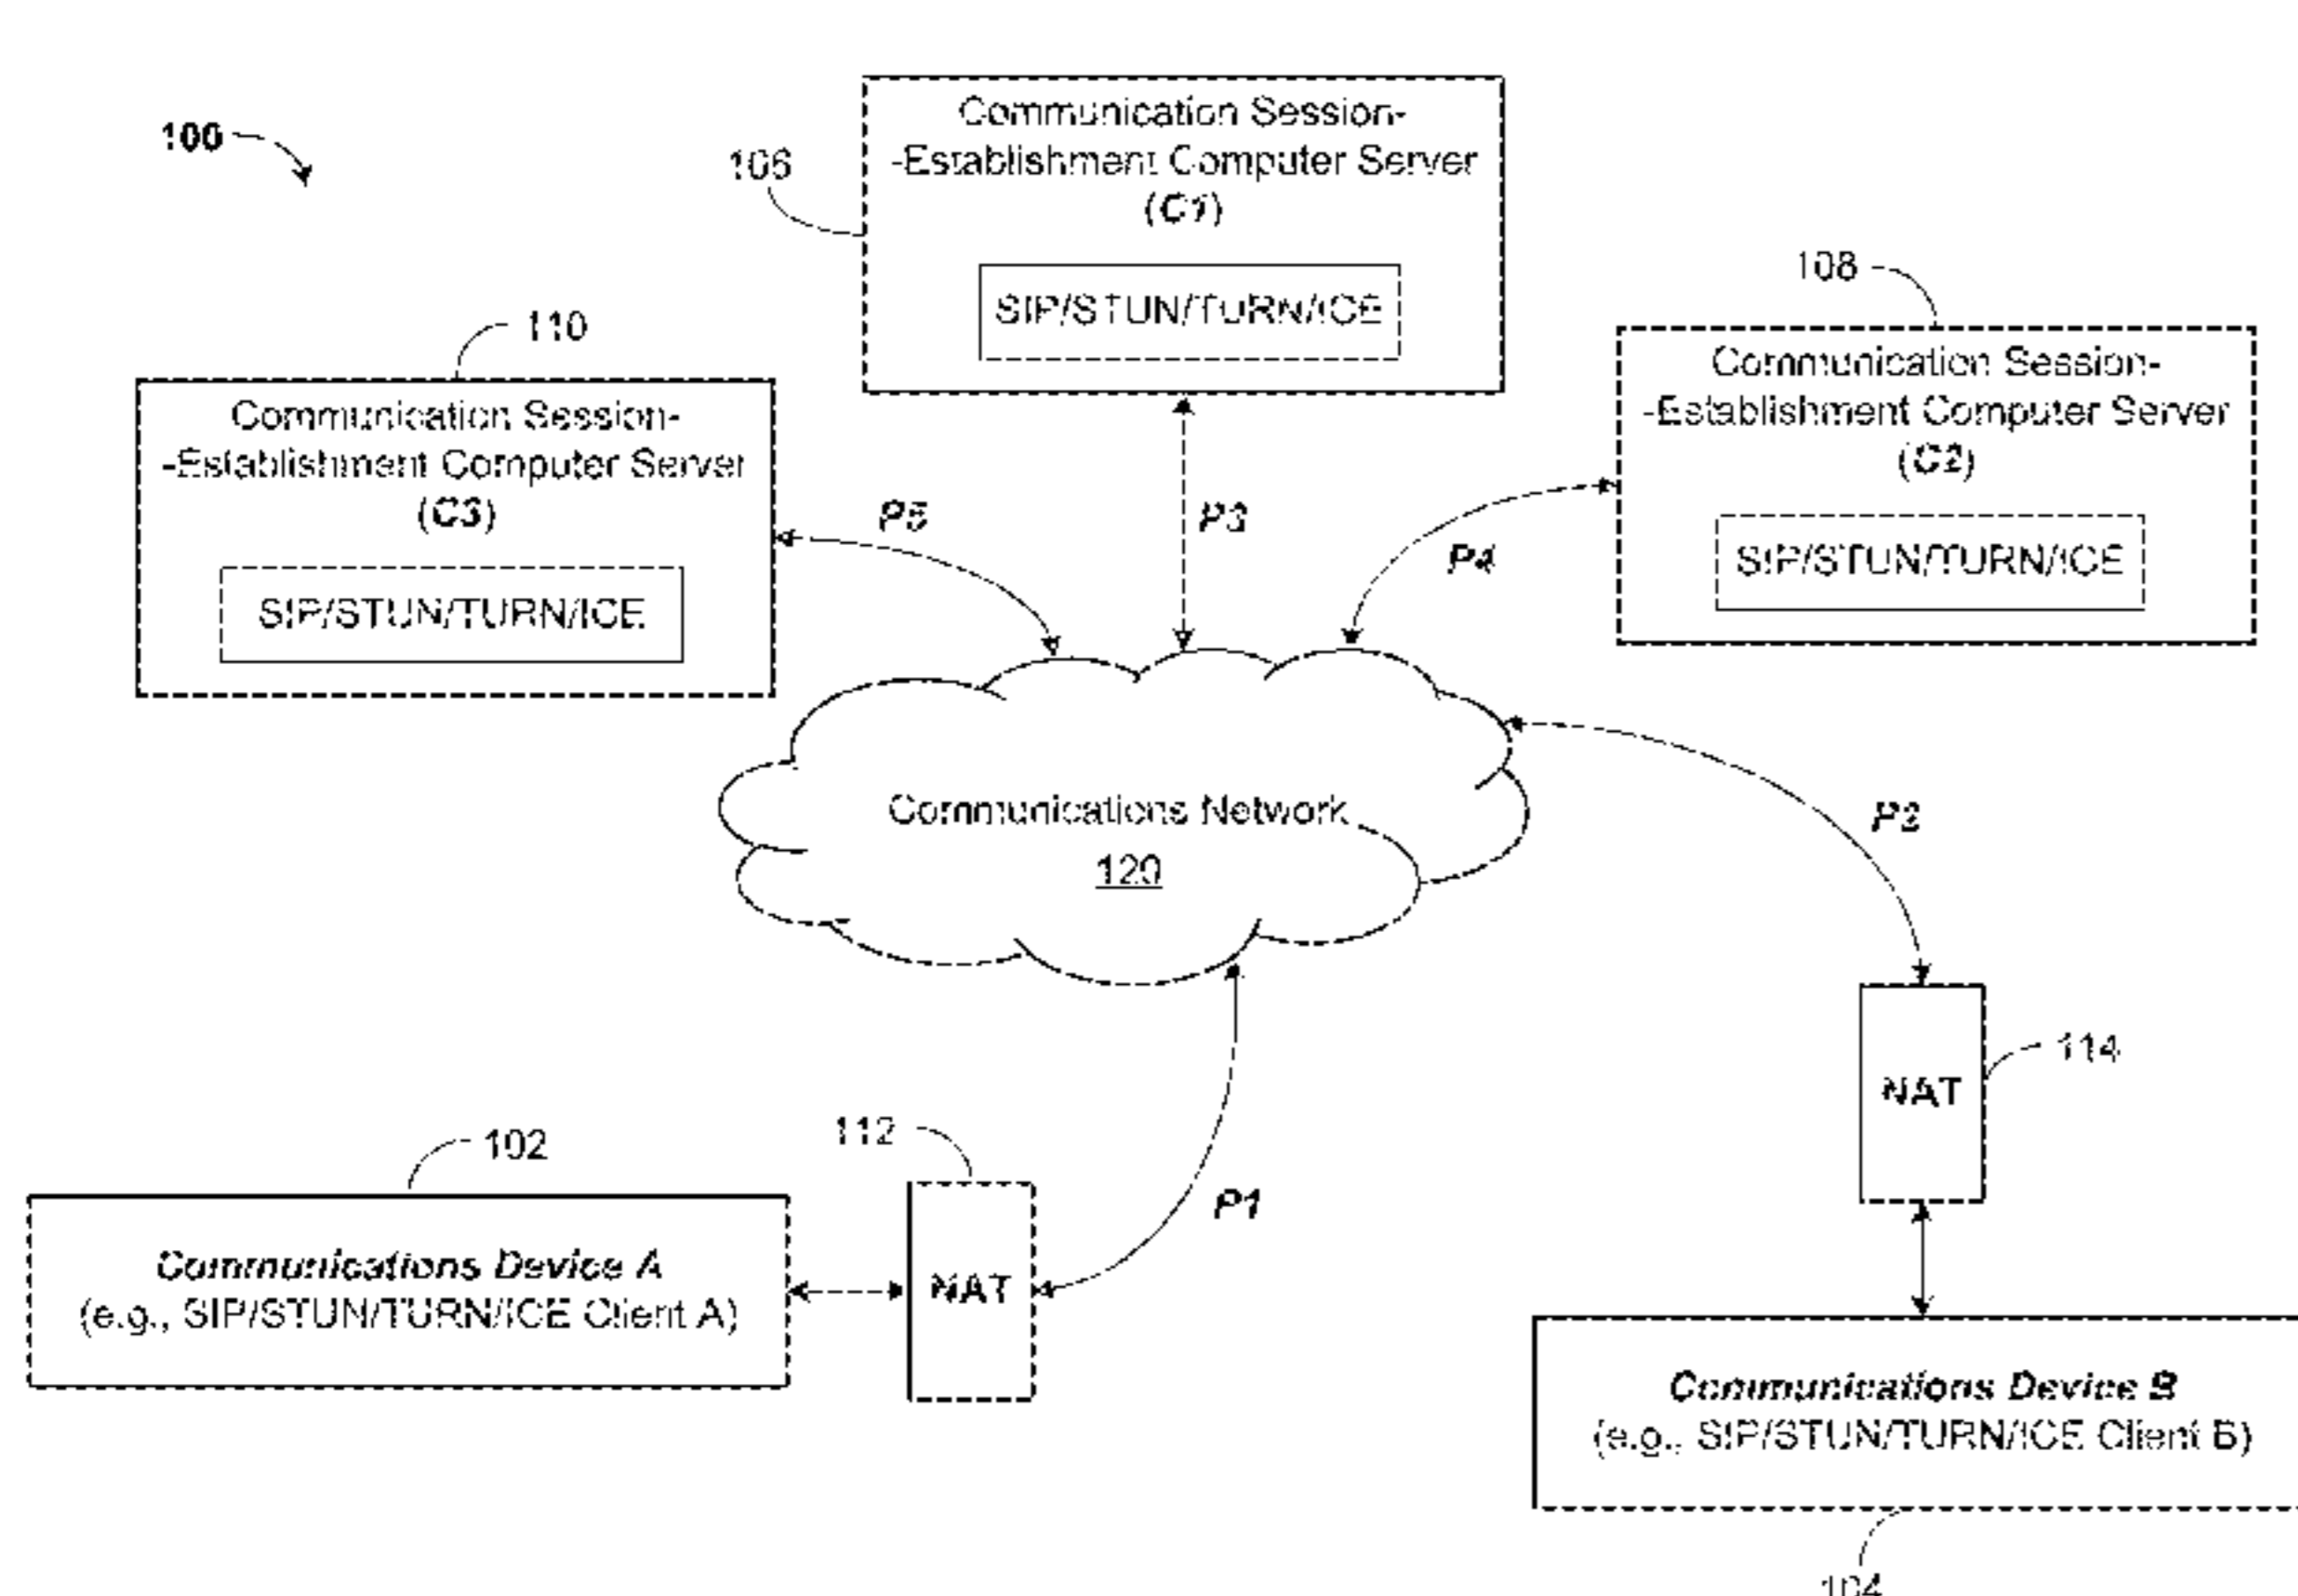 100
106
Communication Session-
-Establishment Computer Server
(C1)
SIP/STUN/TURN/ICE
108
Communication Session-
-Establishment Computer Server
(C2)
SIP/STUN/TURN/ICE
110
Communication Session-
-Establishment Computer Server
(C3)
SIP/STUN/TURN/ICE
P5
P3
P4
Communications Network
120
P2
P1
114
NAT
102
112
Communications Device A
(e.g., SIP/STUN/TURN/ICE Client A)
NAT
Communications Device B
(e.g., SIP/STUN/TURN/ICE Client B)
104